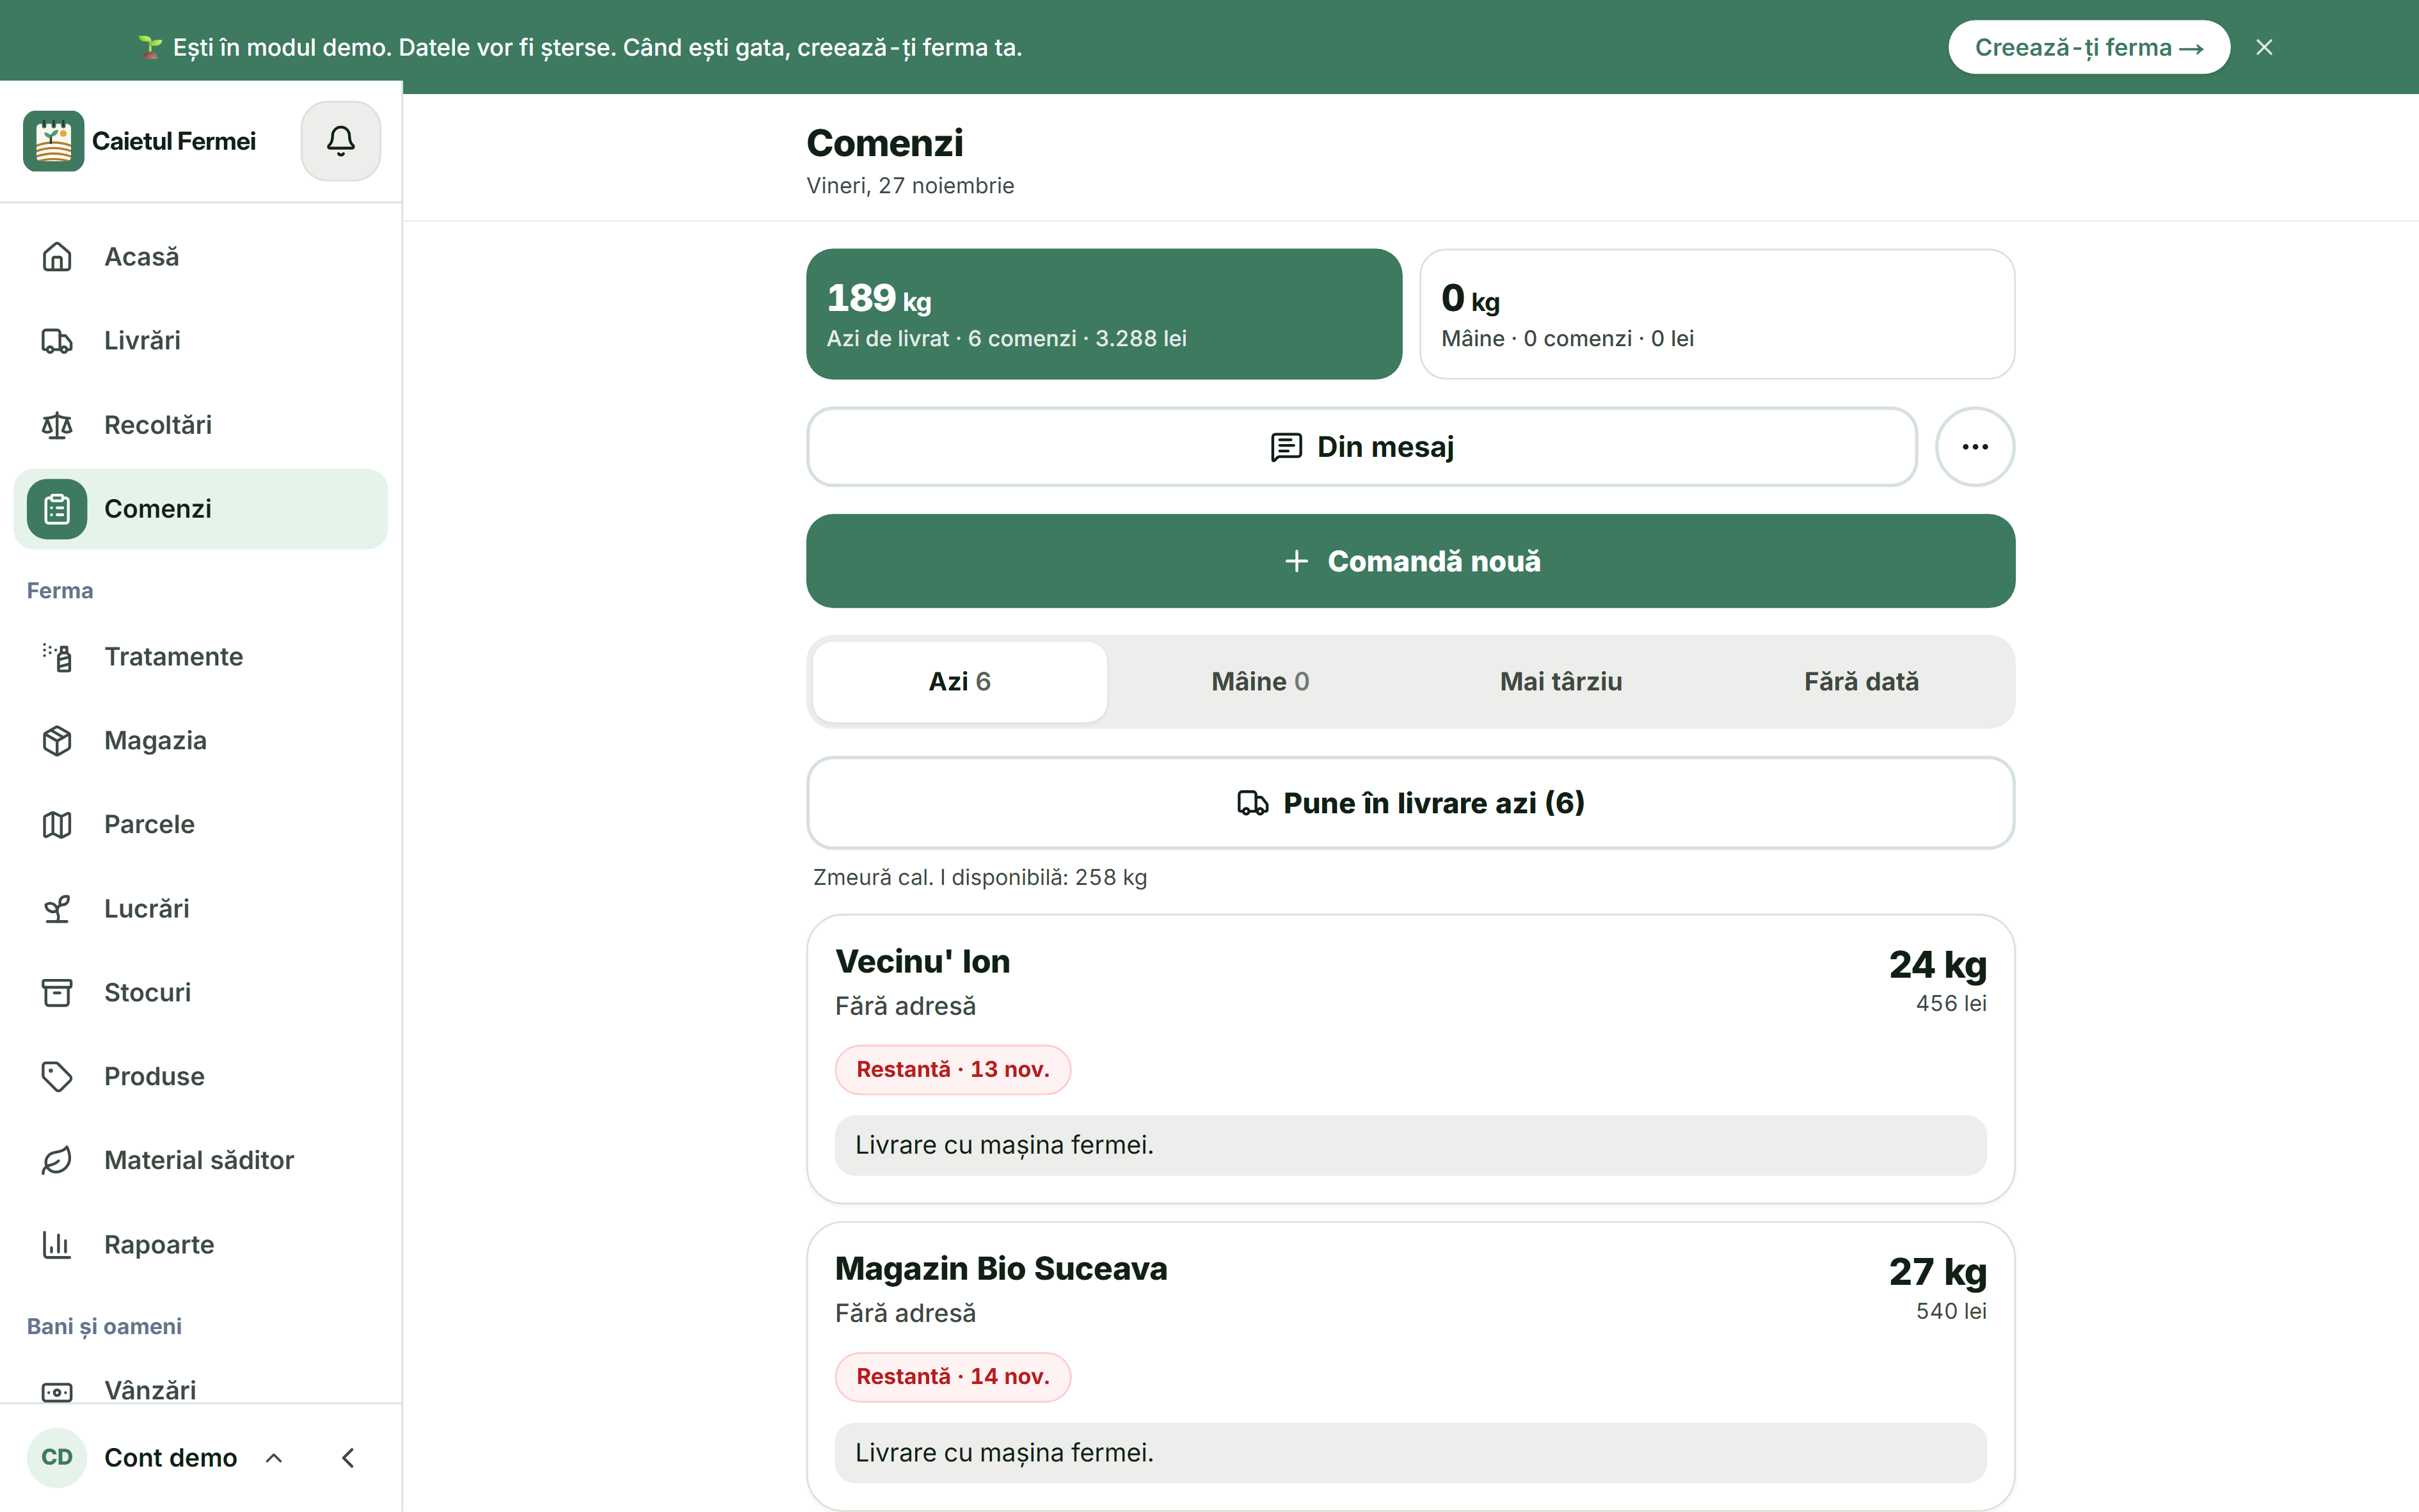 Ești în modul demo. Datele vor fi șterse. Când ești gata, creează-ți ferma ta.
Creează-ți ferma →
Caietul Fermei
Acasă
Livrări
Recoltări
Comenzi
Ferma
Tratamente
Magazia
Parcele
Lucrări
Stocuri
Produse
Material săditor
Rapoarte
Bani și oameni
Vânzări
CD Cont demo
Comenzi
Vineri, 27 noiembrie
189 kg
Azi de livrat · 6 comenzi · 3.288 lei
0 kg
Mâine · 0 comenzi · 0 lei
Din mesaj
Comandă nouă
Azi 6
Mâine 0
Mai târziu
Fără dată
Pune în livrare azi (6)
Zmeură cal. I disponibilă: 258 kg
Vecinu' Ion
24 kg
Fără adresă
456 lei
Restantă · 13 nov.
Livrare cu mașina fermei.
Magazin Bio Suceava
27 kg
Fără adresă
540 lei
Restantă · 14 nov.
Livrare cu mașina fermei.